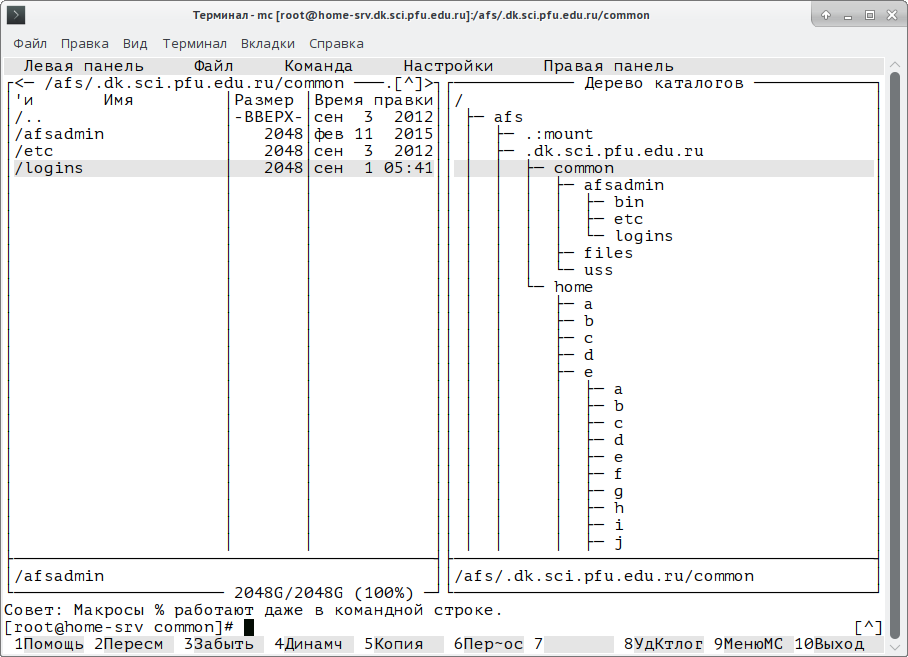 Терминал - mc [root@home-srv.dk.sci.pfu.edu.ru]:/afs/.dk.sci.pfu.edu.ru/common
Файл Правка Вид Терминал Вкладки Справка
Левая панель Файл Команда Настройки Правая панель
<─ /afs/.dk.sci.pfu.edu.ru/common ───.[^]>
'и Имя Размер Время правки
/.. -ВВЕРХ- сен 3 2012
/afsadmin 2048 фев 11 2015
/etc 2048 сен 3 2012
/logins 2048 сен 1 05:41
/afsadmin
2048G/2048G (100%)
Дерево каталогов
/
afs
.:mount
.dk.sci.pfu.edu.ru
common
afsadmin
bin
etc
logins
files
uss
home
a
b
c
d
e
a
b
c
d
e
f
g
h
i
j
/afs/.dk.sci.pfu.edu.ru/common
Совет: Макросы % работают даже в командной строке.
[root@home-srv common]# [^]
1Помощь 2Пересм 3Забыть 4Динамч 5Копия 6Пер~ос 7 8УдКтлог 9МенюMC 10Выход